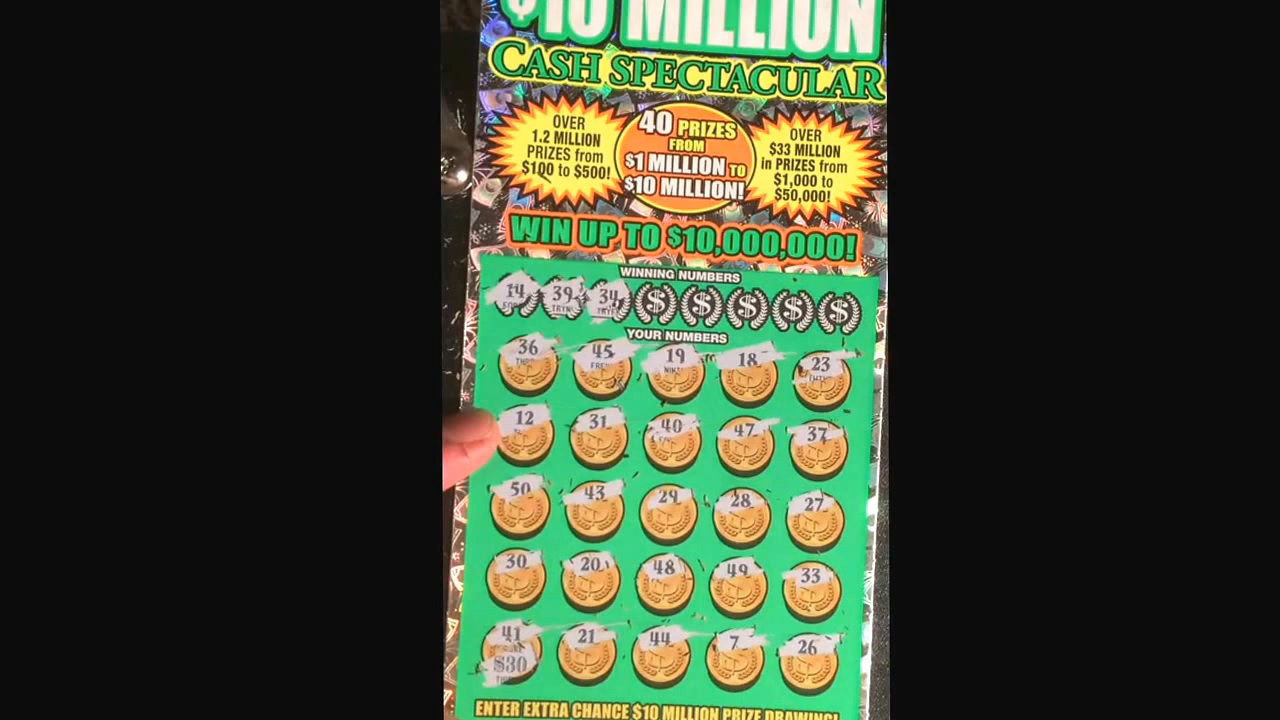 $10 MILLION
CASH SPECTACULAR
OVER
1.2 MILLION
PRIZES from
$100 to $500!
40 PRIZES
FROM
$1 MILLION TO
$10 MILLION!
OVER
$33 MILLION
in PRIZES from
$1,000 to
$50,000!
WIN UP TO $10,000,000!
WINNING NUMBERS
14 39 34 $ $ $ $ $
YOUR NUMBERS
36 45 19 18 23
12 31 40 47 37
50 43 29 28 27
30 20 48 49 33
41 21 44 7 26
$30
ENTER EXTRA CHANCE $10 MILLION PRIZE DRAWING!